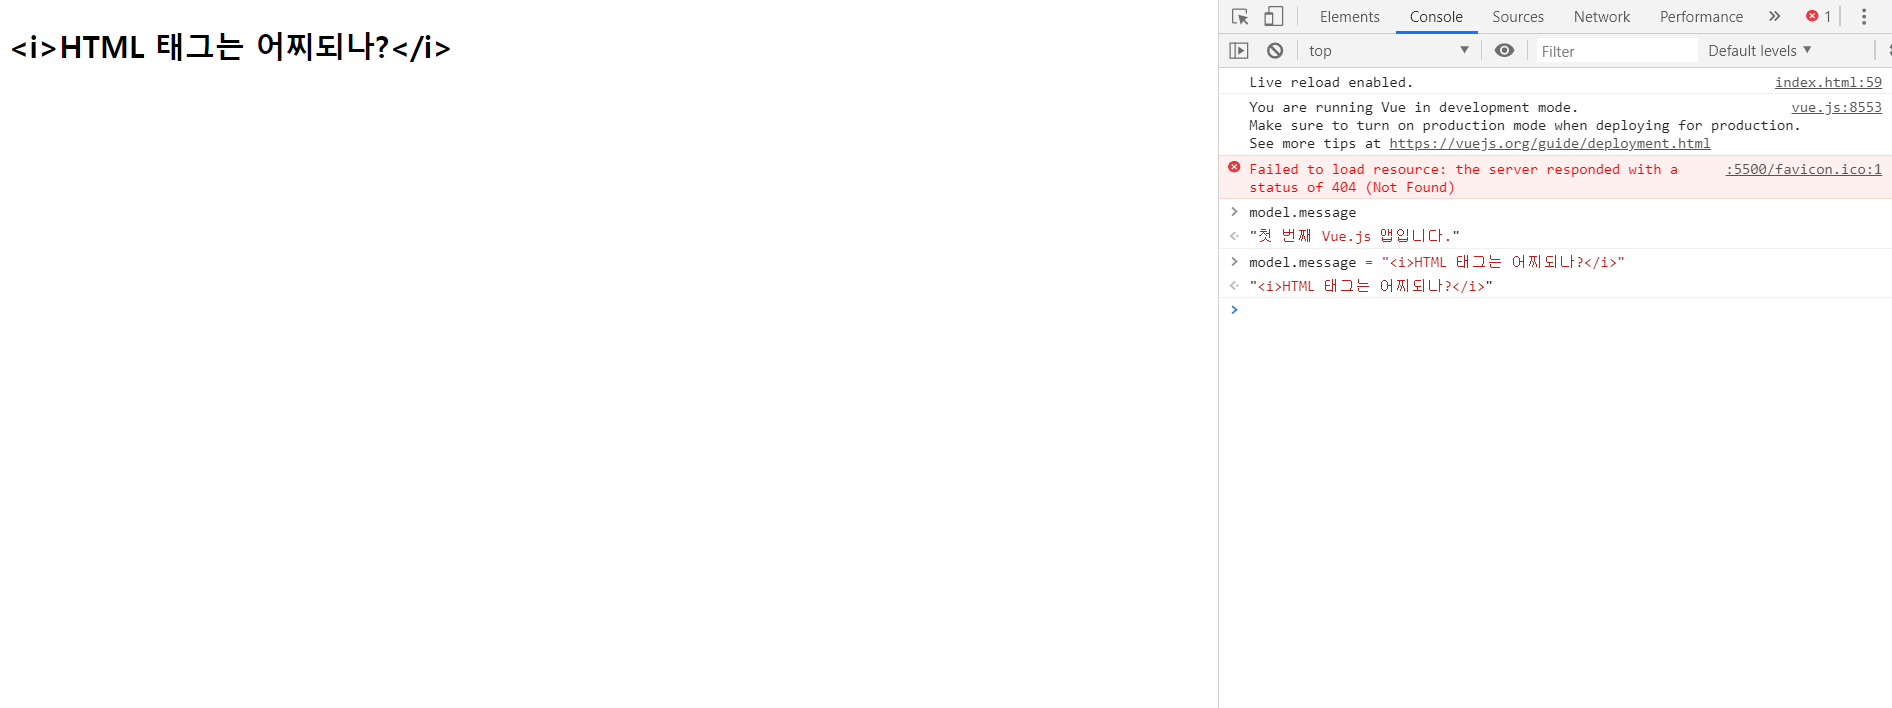 <i>HTML 태그는 어찌되나?</i>
Elements Console Sources Network Performance » 1
top Filter Default levels
Live reload enabled. index.html:59
You are running Vue in development mode. vue.js:8553
Make sure to turn on production mode when deploying for production.
See more tips at https://vuejs.org/guide/deployment.html
Failed to load resource: the server responded with a :5500/favicon.ico:1
status of 404 (Not Found)
model.message
"첫 번째 Vue.js 앱입니다."
model.message = "<i>HTML 태그는 어찌되나?</i>"
"<i>HTML 태그는 어찌되나?</i>"